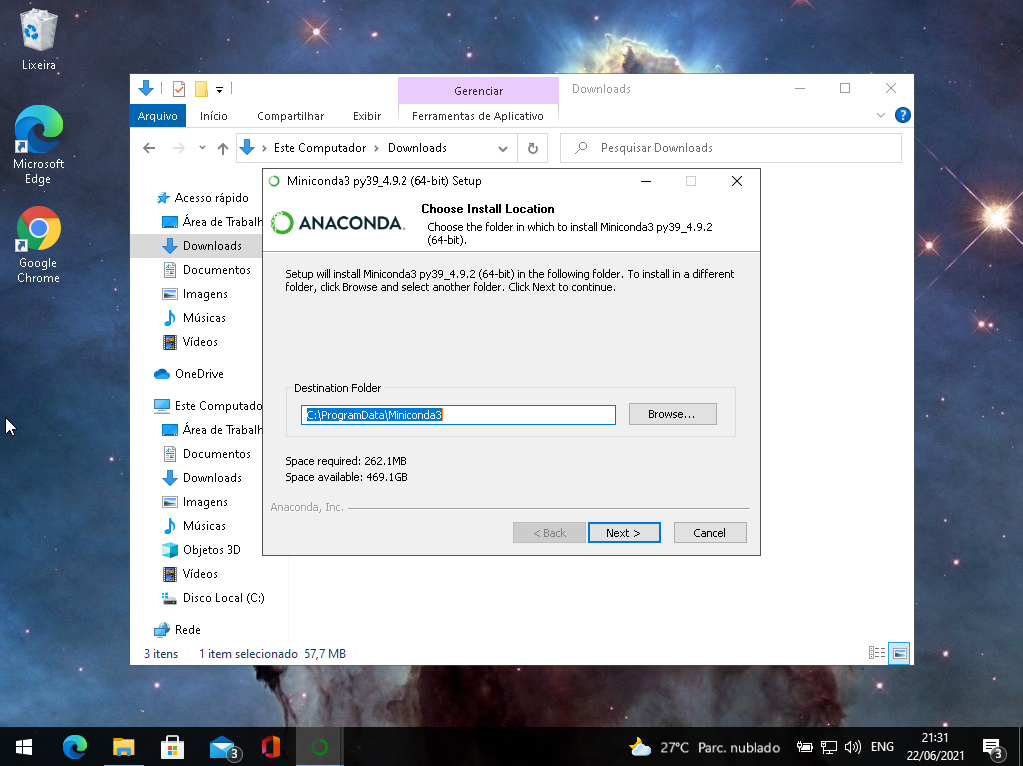 Lixeira
Microsoft
Edge
Google
Chrome
Gerenciar
Downloads
Arquivo
Início
Compartilhar
Exibir
Ferramentas de Aplicativo
?
Este Computador
Downloads
Pesquisar Downloads
Acesso rápido
Área de Trabalh
Downloads
Documentos
Imagens
Músicas
Vídeos
OneDrive
Este Computado
Área de Trabalh
Documentos
Downloads
Imagens
Músicas
Objetos 3D
Vídeos
Disco Local (C:)
Rede
3 itens
1 item selecionado 57,7 MB
Miniconda3 py39_4.9.2 (64-bit) Setup
ANACONDA.
Choose Install Location
Choose the folder in which to install Miniconda3 py39_4.9.2
(64-bit).
Setup will install Miniconda3 py39_4.9.2 (64-bit) in the following folder. To install in a different
folder, click Browse and select another folder. Click Next to continue.
Destination Folder
C:\ProgramData\Miniconda3
Browse...
Space required: 262.1MB
Space available: 469.1GB
Anaconda, Inc.
< Back
Next >
Cancel
3
27°C Parc. nublado
ENG
21:31
22/06/2021
3